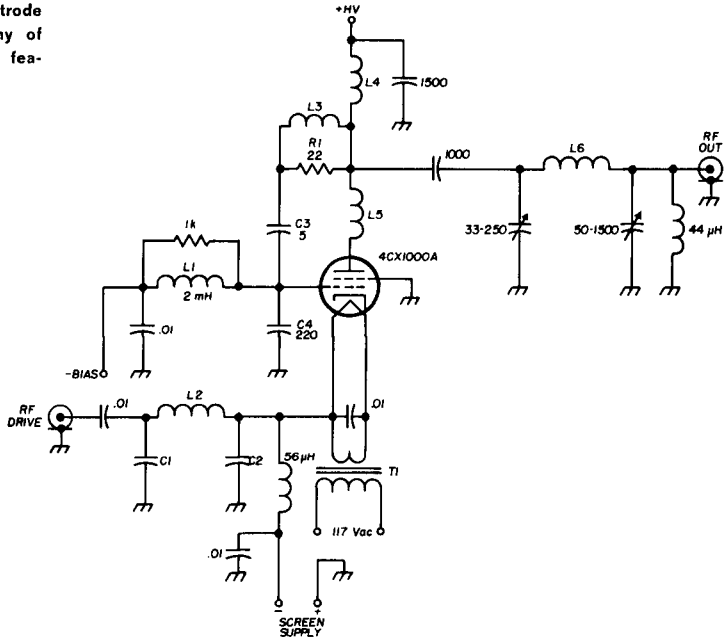 trode
ny of
fea-
+HV
L4
1500
L3
R1
22
1000
L6
RF
OUT
L5
C3
5
33-250
50-1500
44 µH
1k
4CX1000A
L1
2 mH
C4
220
.01
-BIAS
RF
DRIVE
.01
L2
.01
C1
C2
56µH
T1
117 Vac
.01
-
+
SCREEN
SUPPLY